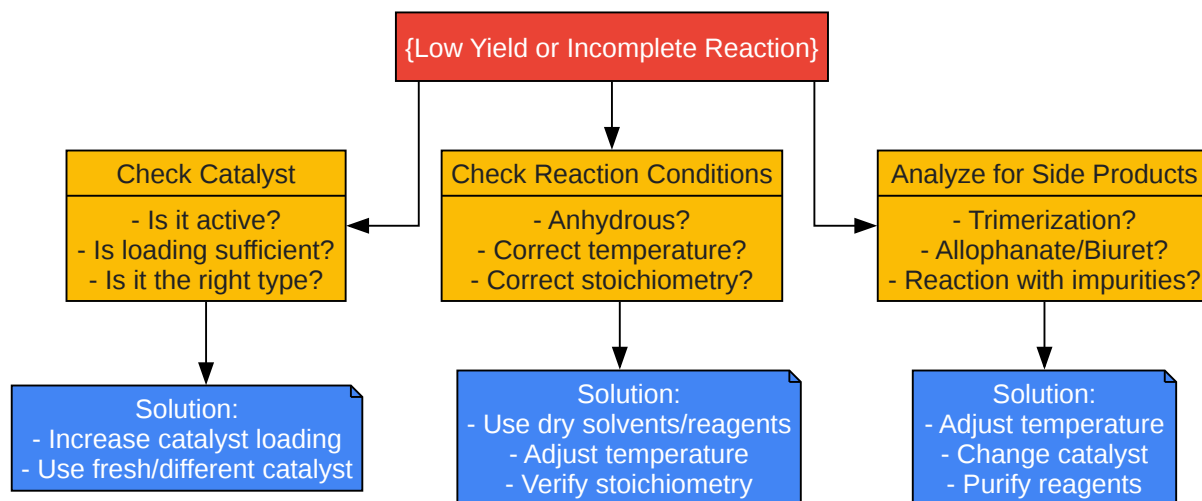 {Low Yield or Incomplete Reaction}
Check Catalyst
- Is it active?
- Is loading sufficient?
- Is it the right type?
Check Reaction Conditions
- Anhydrous?
- Correct temperature?
- Correct stoichiometry?
Analyze for Side Products
- Trimerization?
- Allophanate/Biuret?
- Reaction with impurities?
Solution:
- Increase catalyst loading
- Use fresh/different catalyst
Solution:
- Use dry solvents/reagents
- Adjust temperature
- Verify stoichiometry
Solution:
- Adjust temperature
- Change catalyst
- Purify reagents